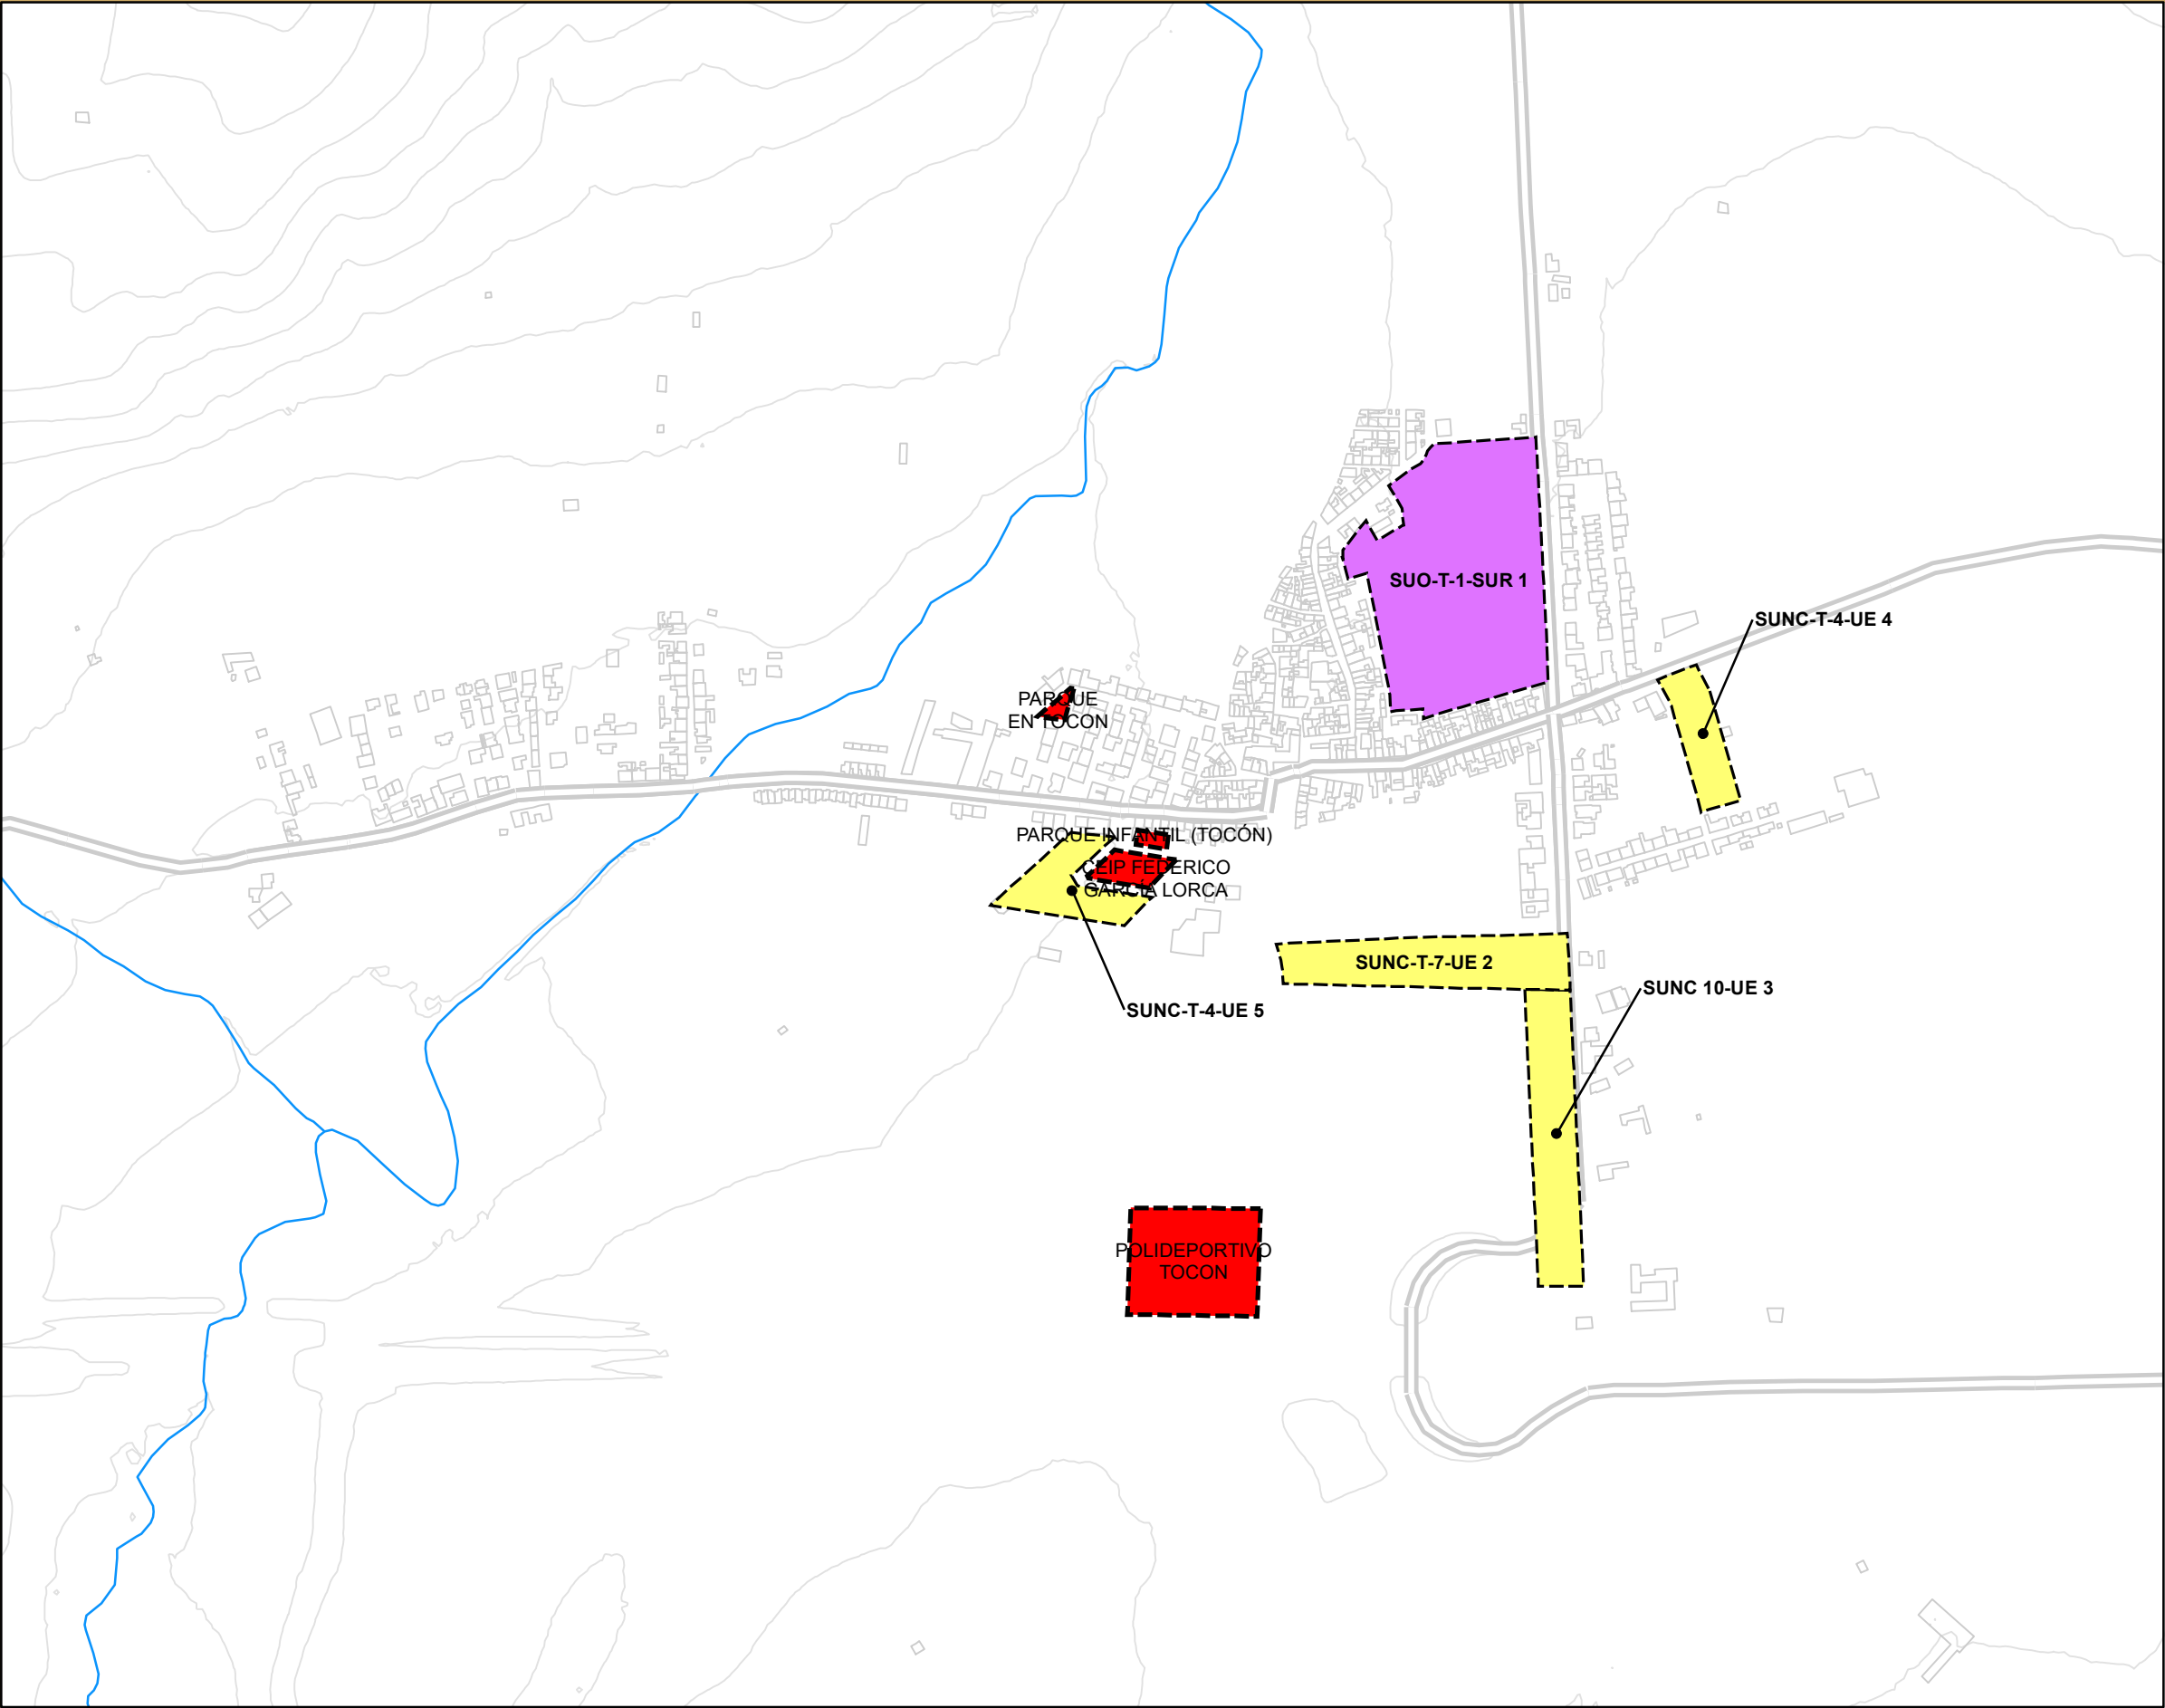 SUO-T-1-SUR 1
SUNC-T-4-UE 4
PARQUE
EN TOCON
PARQUE INFANTIL (TOCÓN)
CEIP FEDERICO
GARCÍA LORCA
SUNC-T-7-UE 2
SUNC 10-UE 3
SUNC-T-4-UE 5
POLIDEPORTIVO
TOCON